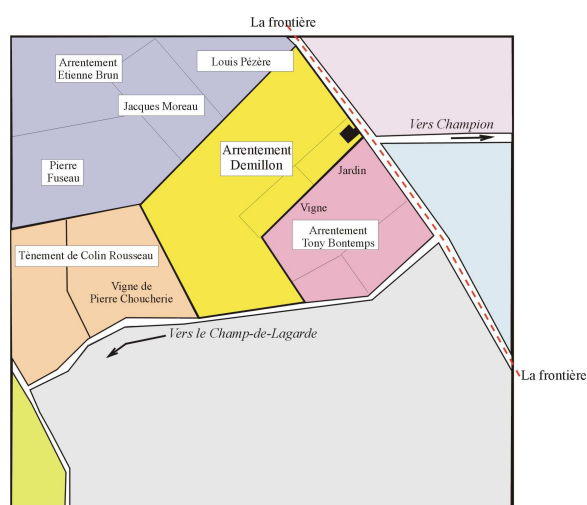 La frontière
Arrentement
Etienne Brun
Louis Pézère
Jacques Moreau
Vers Champion
Arrentement
Demillon
Pierre
Fuseau
Jardin
Vigne
Arrentement
Tony Bontemps
Tènement de Colin Rousseau
Vigne de
Pierre Choucherie
Vers le Champ-de-Lagarde
La frontière